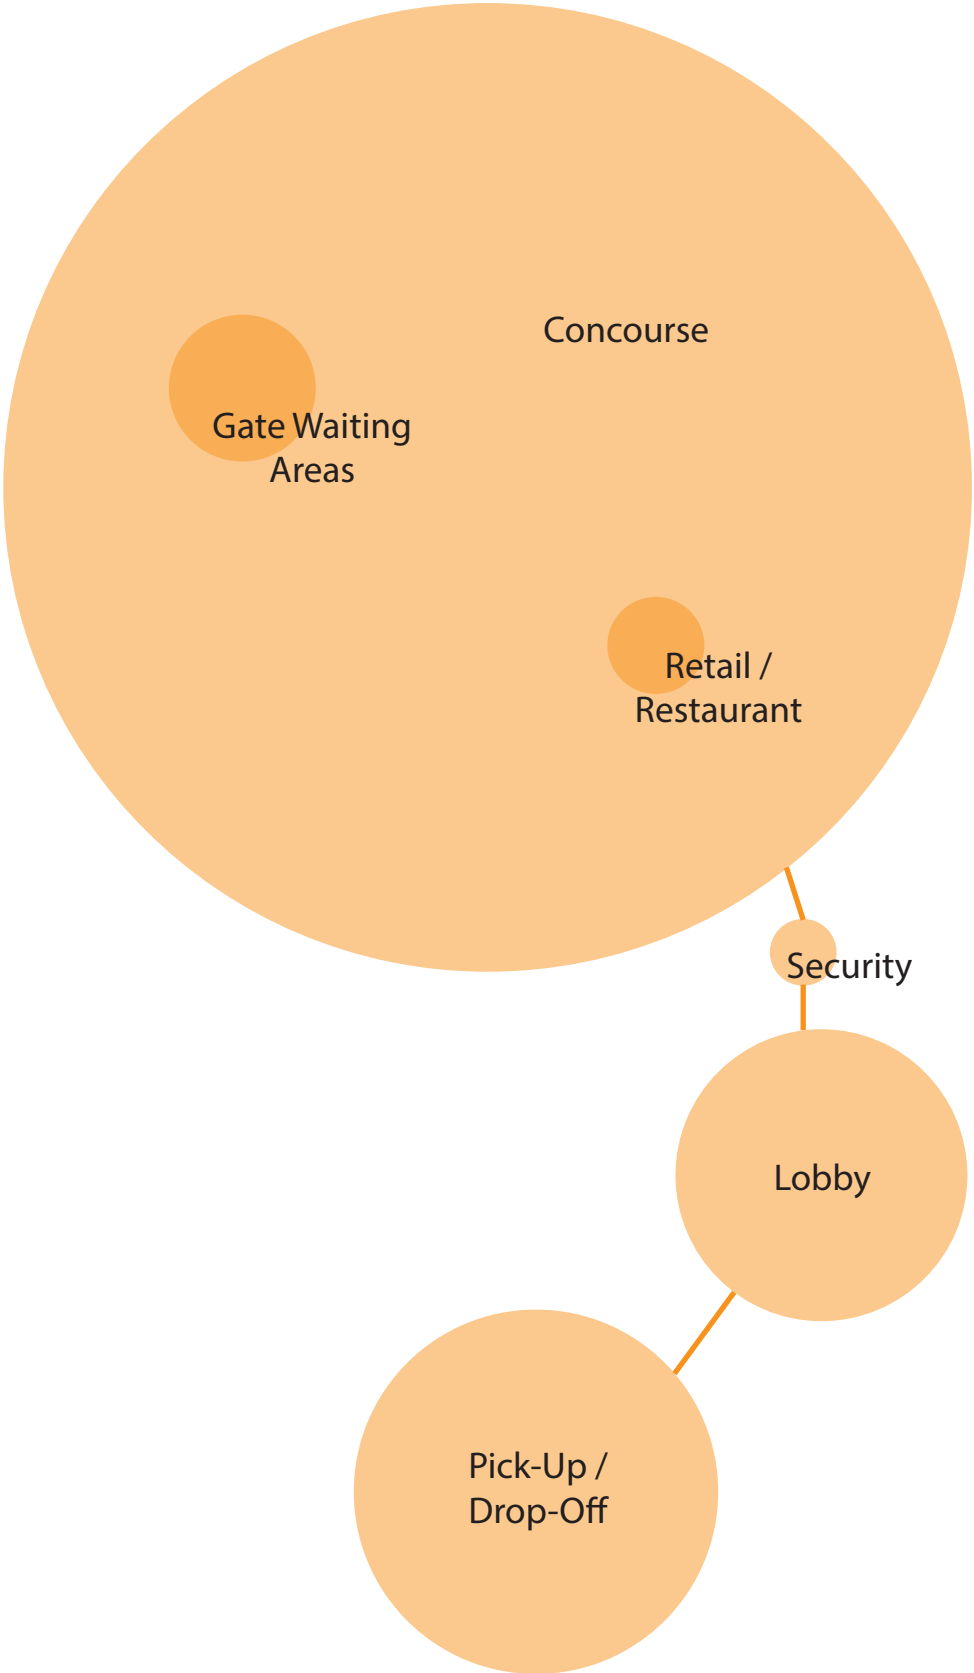 Concourse
Gate Waiting
Areas
Retail /
Restaurant
Security
Lobby
Pick-Up /
Drop-Off